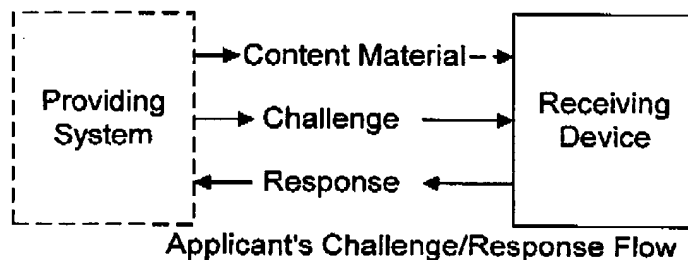 Providing
System
Content Material
Challenge
Response
Receiving
Device
Applicant's Challenge/Response Flow